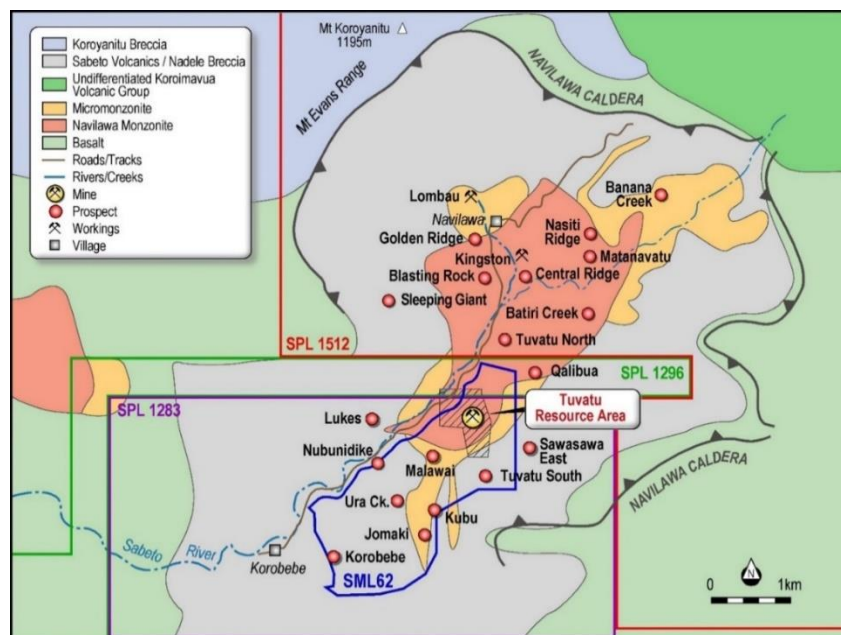 Koroyanitu Breccia
Sabeto Volcanics / Nadele Breccia
Undifferentiated Koroimavua
Volcanic Group
Micromonzonite
Navilawa Monzonite
Basalt
Roads/Tracks
Rivers/Creeks
Mine
Prospect
Workings
Village
Mt Koroyanitu
1195m
Mt Evans Range
NAVILAWA CALDERA
Lombau
Navilawa
Banana
Creek
Golden Ridge
Nasiti
Ridge
Kingston
Matanavatu
Blasting Rock
Central Ridge
Sleeping Giant
Batiri Creek
Tuvatu North
SPL 1512
Qalibua
SPL 1296
SPL 1283
Tuvatu
Resource Area
Lukes
Nubunidike
Malawai
Sawasawa
East
Tuvatu South
NAVILAWA CALDERA
Ura Ck.
Kubu
Jomaki
Sabeto River
Korobebe
Korobebe
SML62
N
0 1km